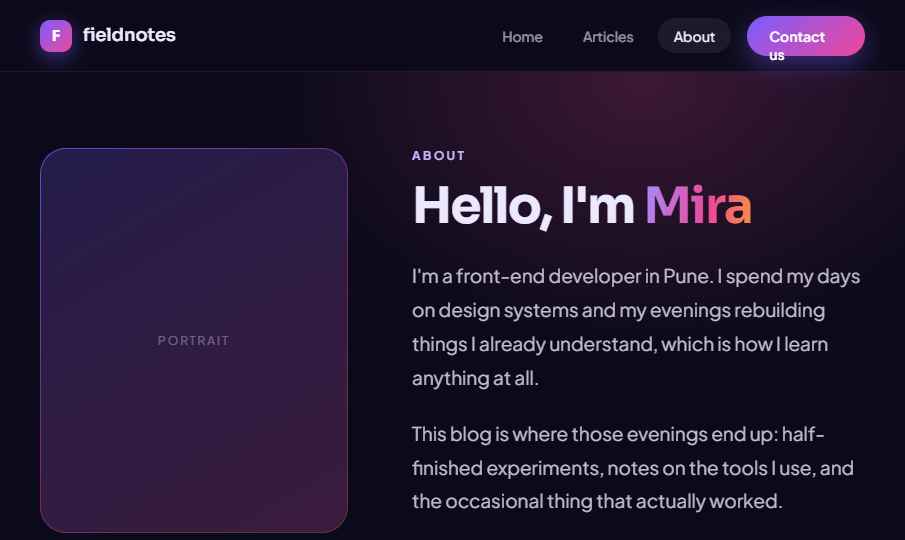 F fieldnotes
Home
Articles
About
Contact
us
PORTRAIT
ABOUT
Hello, I'm Mira
I'm a front-end developer in Pune. I spend my days
on design systems and my evenings rebuilding
things I already understand, which is how I learn
anything at all.
This blog is where those evenings end up: half-
finished experiments, notes on the tools I use, and
the occasional thing that actually worked.